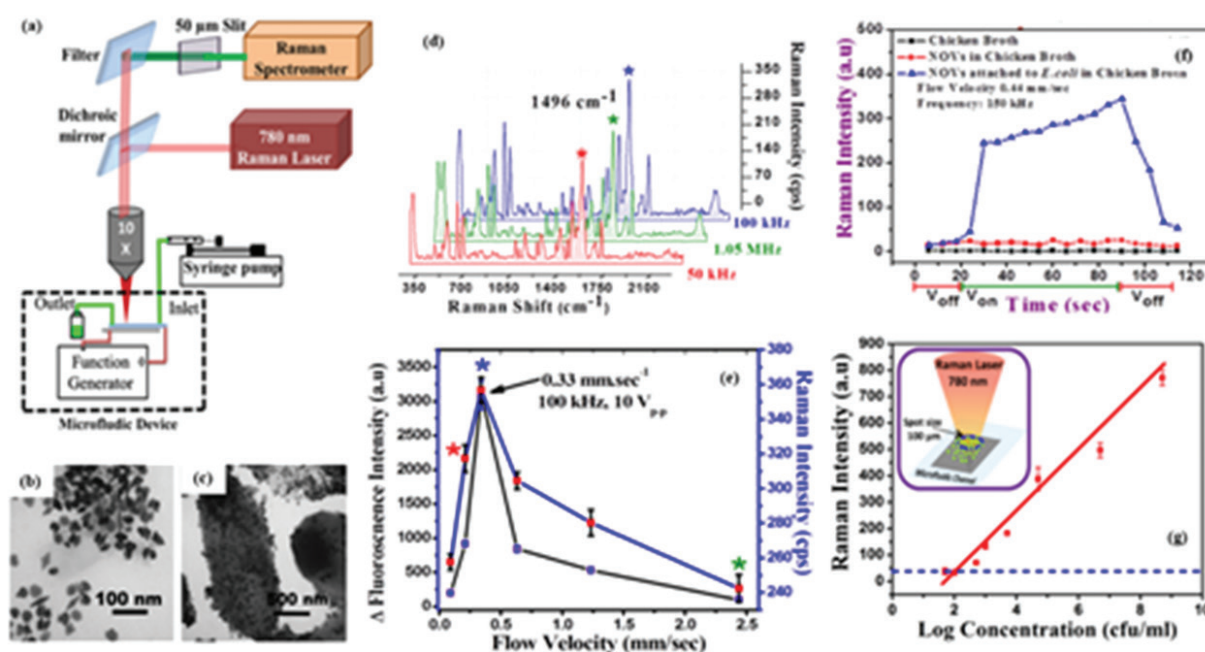 (a)
50 μm Slit
Filter
Raman
Spectrometer
Dichroic
mirror
780 nm
Raman Laser
10
X
Syringe pump
Outlet
Inlet
Function
Generator
Microfludic Device
(b)
100 nm
(c)
500 nm
(d)
1496 cm-1
350
280
210
140
70
0
Raman Intensity (cps)
100 kHz
1.05 MHz
50 kHz
350
700
1050
1400
1750
2100
Raman Shift (cm-1)
(e)
3500
3000
2500
2000
1500
1000
500
0
Δ Fluoroscnence Intensity (a.u)
0.33 mm.sec-1
100 kHz, 10 Vp-p
380
360
340
320
300
280
260
240
Raman Intensity (cps)
0.0
0.5
1.0
1.5
2.0
2.5
Flow Velocity (mm/sec)
(f)
500
400
300
200
100
0
Raman Intensity (a.u)
Chicken Broth
NOVs in Chicken Broth
NOVs attached to E.coli in Chicken Broth
Flow Velocity 0.44 mm/sec
Frequency: 150 kHz
0
20
40
60
80
100
120
Voff
Von
Voff
Time (sec)
(g)
900
800
700
600
500
400
300
200
100
0
Raman Intensity (a.u)
Raman Laser
780 nm
Spot size
100 μm
0
2
4
6
8
10
Log Concentration (cfu/ml)